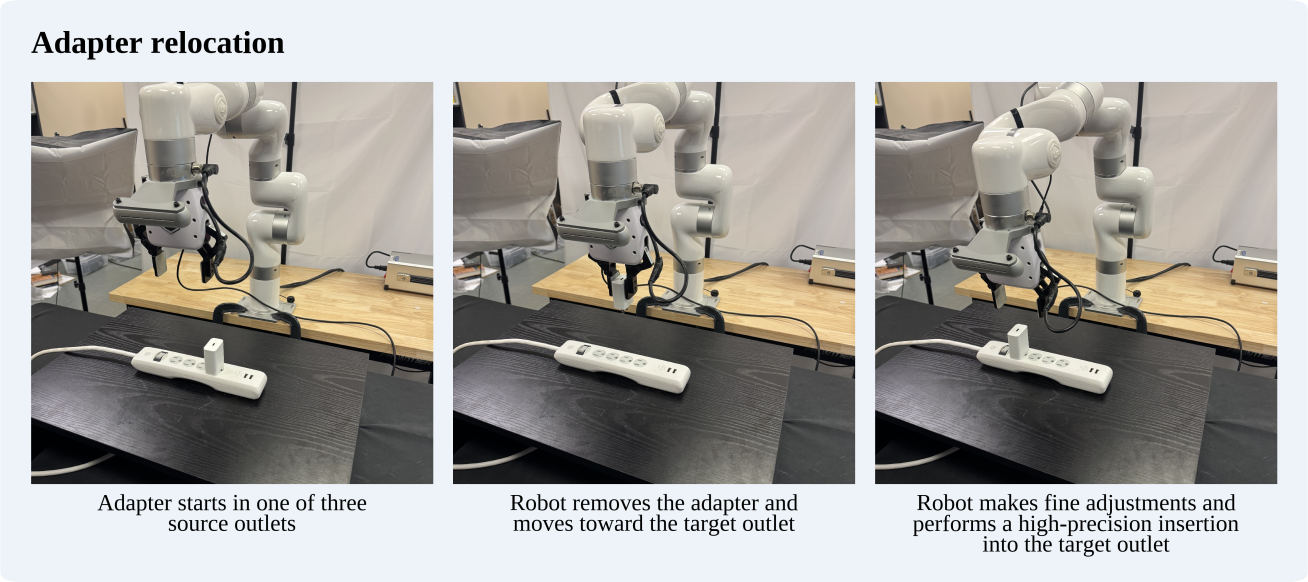 Adapter relocation
Adapter starts in one of three
source outlets
Robot removes the adapter and
moves toward the target outlet
Robot makes fine adjustments and
performs a high-precision insertion
into the target outlet